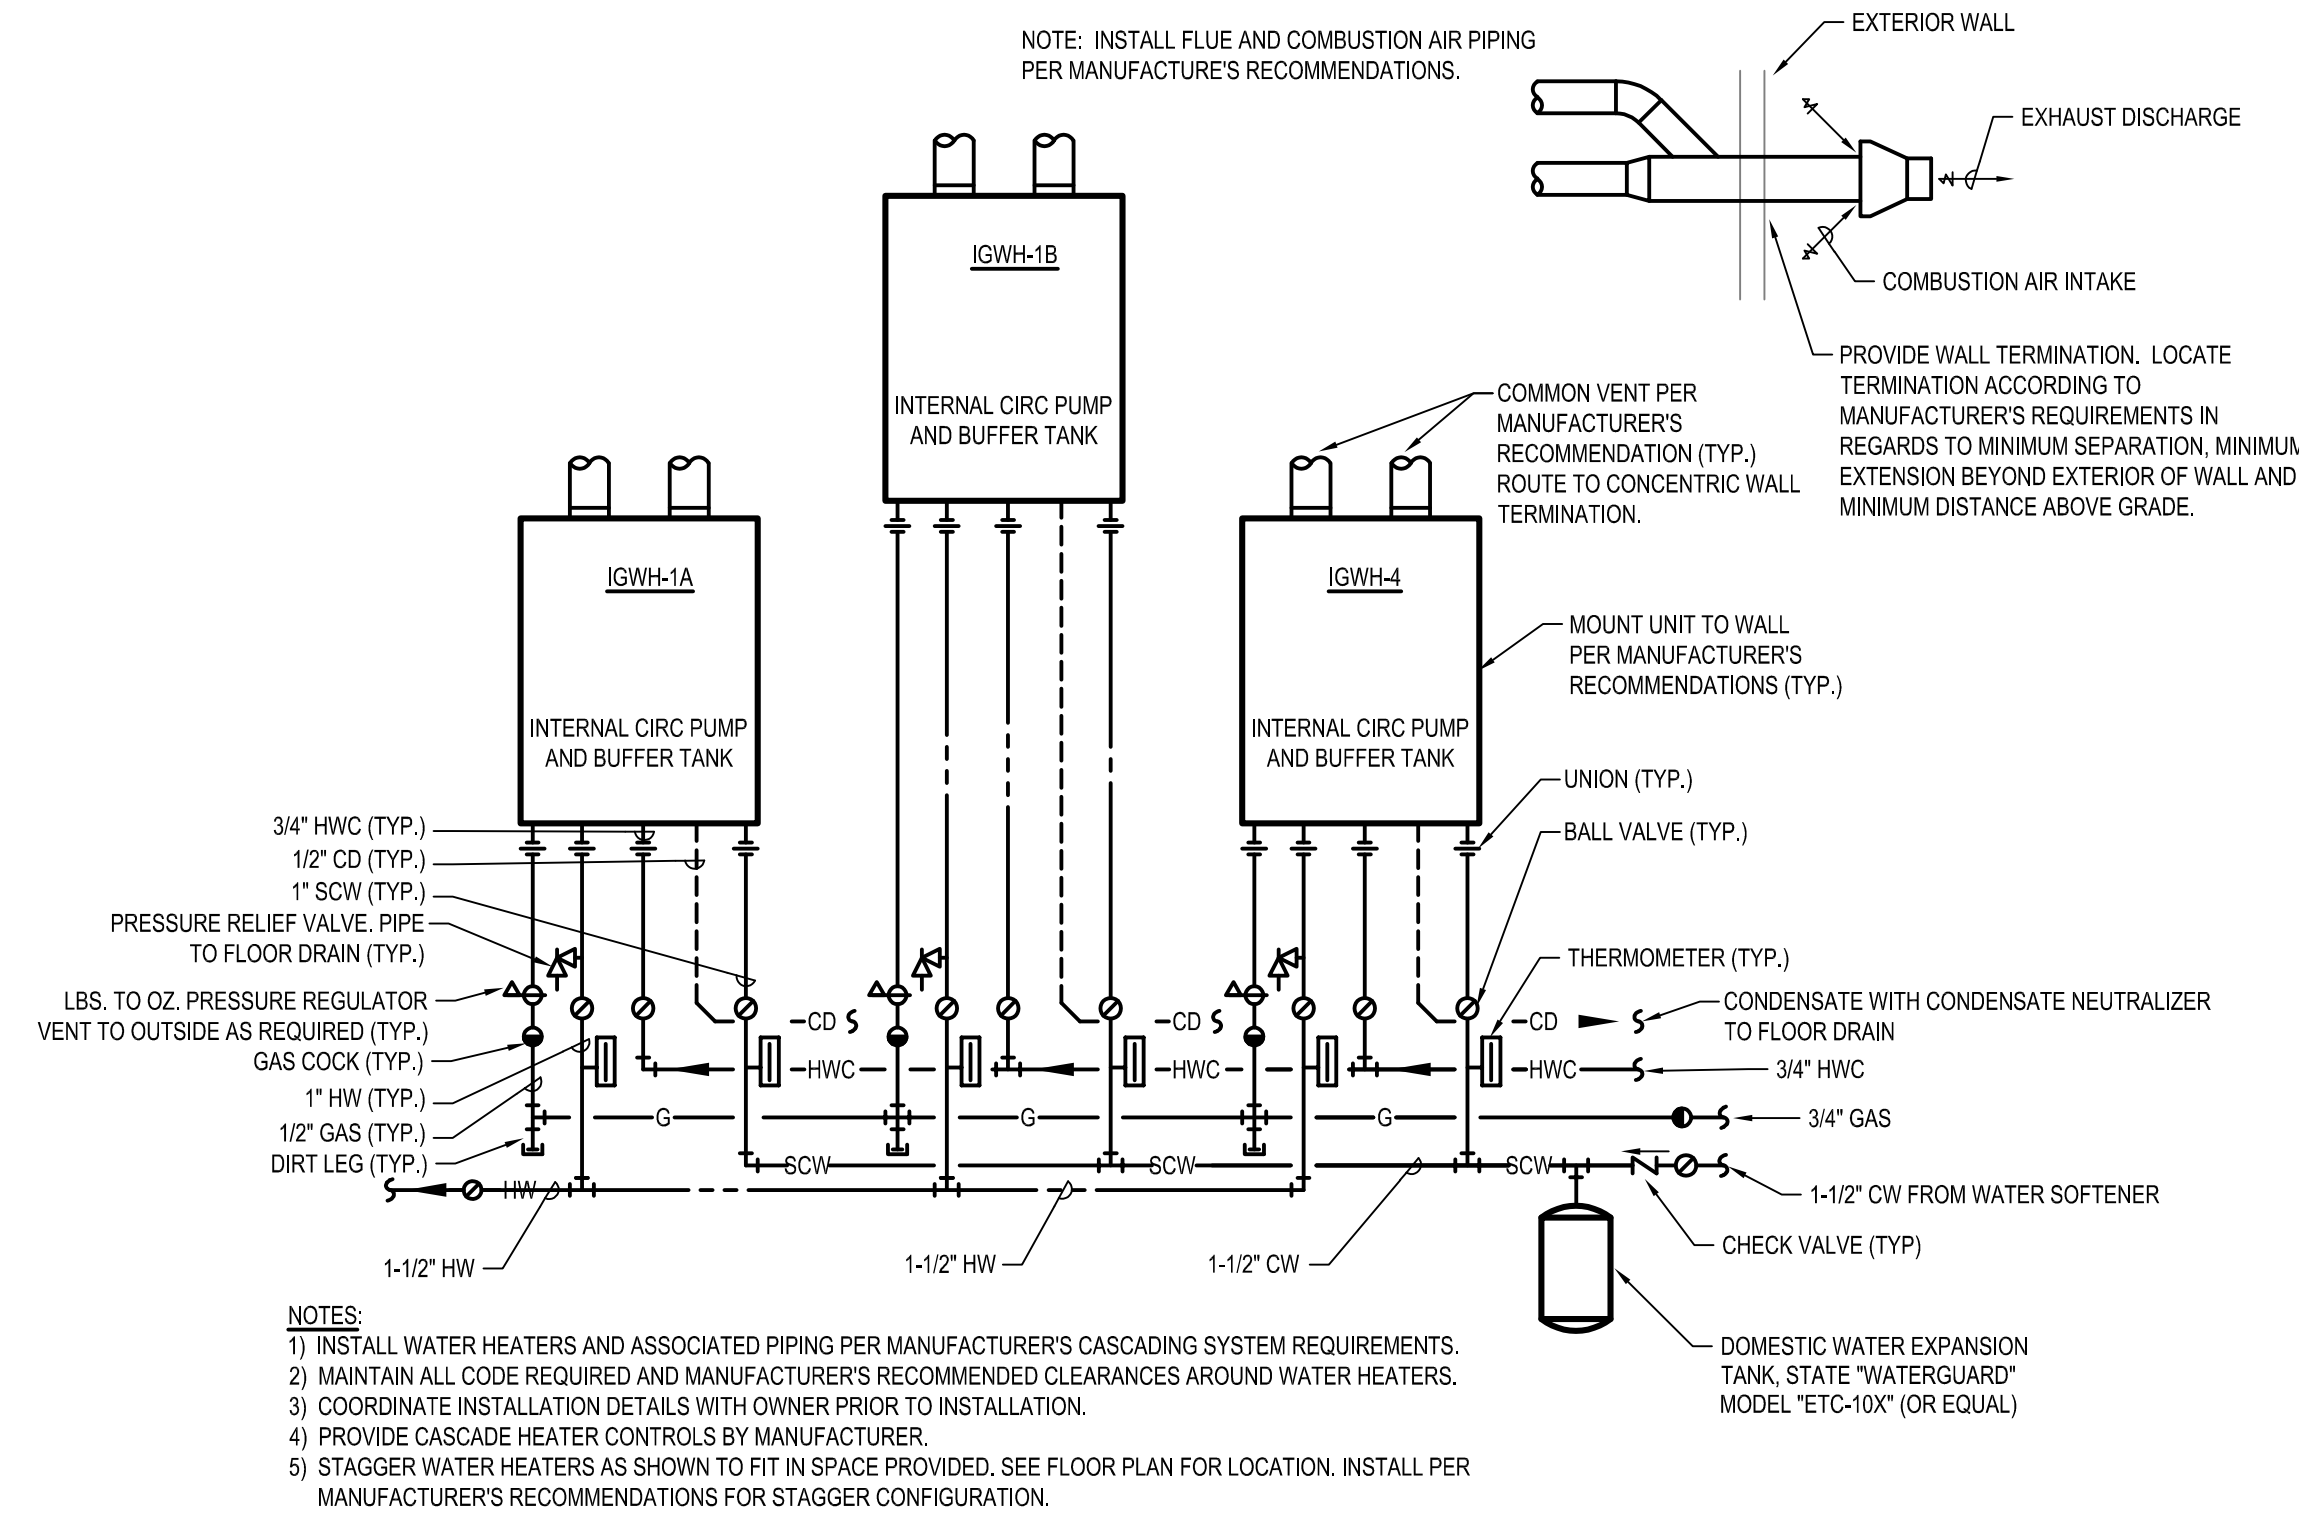 NOTE: INSTALL FLUE AND COMBUSTION AIR PIPING
PER MANUFACTURE'S RECOMMENDATIONS.
EXTERIOR WALL
EXHAUST DISCHARGE
COMBUSTION AIR INTAKE
PROVIDE WALL TERMINATION. LOCATE
TERMINATION ACCORDING TO
MANUFACTURER'S REQUIREMENTS IN
REGARDS TO MINIMUM SEPARATION, MINIMUM
EXTENSION BEYOND EXTERIOR OF WALL AND
MINIMUM DISTANCE ABOVE GRADE.
IGWH-1B
INTERNAL CIRC PUMP
AND BUFFER TANK
COMMON VENT PER
MANUFACTURER'S
RECOMMENDATION (TYP.)
ROUTE TO CONCENTRIC WALL
TERMINATION.
IGWH-1A
INTERNAL CIRC PUMP
AND BUFFER TANK
IGWH-4
INTERNAL CIRC PUMP
AND BUFFER TANK
MOUNT UNIT TO WALL
PER MANUFACTURER'S
RECOMMENDATIONS (TYP.)
UNION (TYP.)
BALL VALVE (TYP.)
THERMOMETER (TYP.)
CONDENSATE WITH CONDENSATE NEUTRALIZER
TO FLOOR DRAIN
3/4" HWC
3/4" GAS
1-1/2" CW FROM WATER SOFTENER
CHECK VALVE (TYP)
DOMESTIC WATER EXPANSION
TANK, STATE "WATERGUARD"
MODEL "ETC-10X" (OR EQUAL)
3/4" HWC (TYP.)
1/2" CD (TYP.)
1" SCW (TYP.)
PRESSURE RELIEF VALVE. PIPE
TO FLOOR DRAIN (TYP.)
LBS. TO OZ. PRESSURE REGULATOR
VENT TO OUTSIDE AS REQUIRED (TYP.)
GAS COCK (TYP.)
1" HW (TYP.)
1/2" GAS (TYP.)
DIRT LEG (TYP.)
CD
CD
CD
HWC
HWC
HWC
G
G
G
SCW
SCW
SCW
HW
1-1/2" HW
1-1/2" HW
1-1/2" CW
NOTES:
1) INSTALL WATER HEATERS AND ASSOCIATED PIPING PER MANUFACTURER'S CASCADING SYSTEM REQUIREMENTS.
2) MAINTAIN ALL CODE REQUIRED AND MANUFACTURER'S RECOMMENDED CLEARANCES AROUND WATER HEATERS.
3) COORDINATE INSTALLATION DETAILS WITH OWNER PRIOR TO INSTALLATION.
4) PROVIDE CASCADE HEATER CONTROLS BY MANUFACTURER.
5) STAGGER WATER HEATERS AS SHOWN TO FIT IN SPACE PROVIDED. SEE FLOOR PLAN FOR LOCATION. INSTALL PER
MANUFACTURER'S RECOMMENDATIONS FOR STAGGER CONFIGURATION.